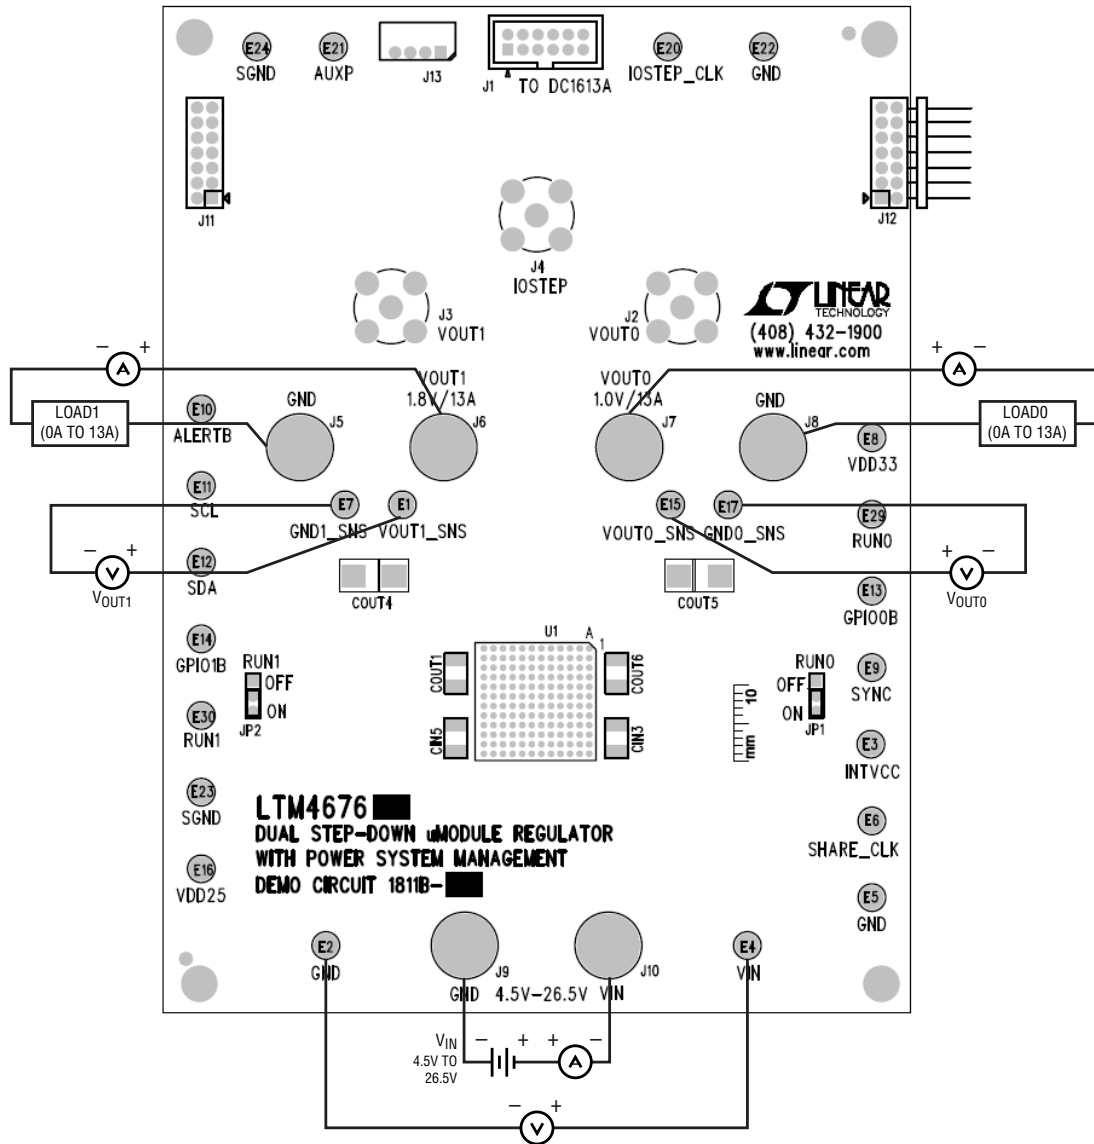 E24
SGND
E21
AUXP
J13
J1
TO DC1613A
E20
IOSTEP_CLK
E22
GND
J11
J12
J4
IOSTEP
J3
VOUT1
J2
VOUT0
LINEAR
TECHNOLOGY
(408) 432-1900
www.linear.com
– A +
+ A –
LOAD1
(0A TO 13A)
E10
ALERTB
GND
J5
VOUT1
1.8V/13A
J6
VOUT0
1.0V/13A
J7
GND
J8
LOAD0
(0A TO 13A)
E8
VDD33
E11
SCL
E7
GND1_SNS
E1
VOUT1_SNS
E15
VOUT0_SNS
E17
GND0_SNS
E29
RUN0
– V +
VOUT1
E12
SDA
COUT4
COUT5
+ V –
VOUT0
E13
GPIO0B
E14
GPIO1B
RUN1
OFF
ON
JP2
E30
RUN1
COUT1
CIN5
U1
A
1
COUT6
CIN3
10
mm
RUN0
OFF
ON
JP1
E9
SYNC
E3
INTVCC
E23
SGND
E6
SHARE_CLK
E16
VDD25
E5
GND
LTM4676
DUAL STEP-DOWN uMODULE REGULATOR
WITH POWER SYSTEM MANAGEMENT
DEMO CIRCUIT 1811B-
E2
GND
J9
GND
4.5V-26.5V
J10
VIN
E4
VIN
VIN
4.5V TO
26.5V
– +
+ A –
– V +